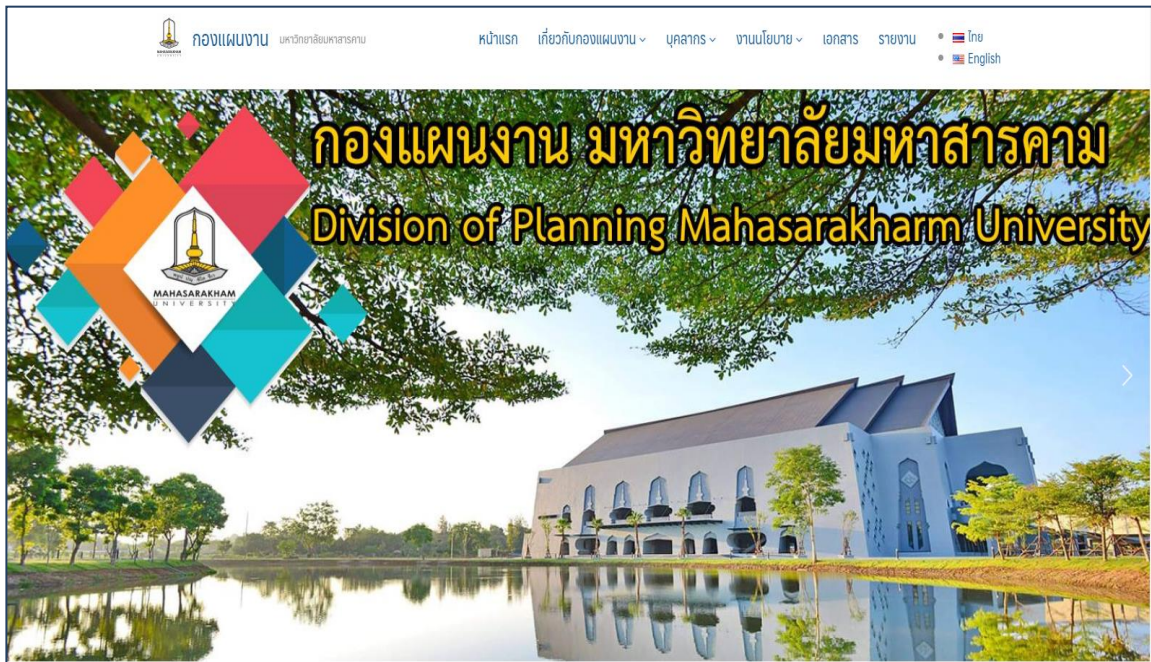 กองแผนงาน มหาวิทยาลัยมหาสารคาม
หน้าแรก เกี่ยวกับกองแผนงาน บุคลากร งานนโยบาย เอกสาร รายงาน
ไทย
English
กองแผนงาน มหาวิทยาลัยมหาสารคาม
Division of Planning Mahasarakharm University
MAHASARAKHAM
UNIVERSITY